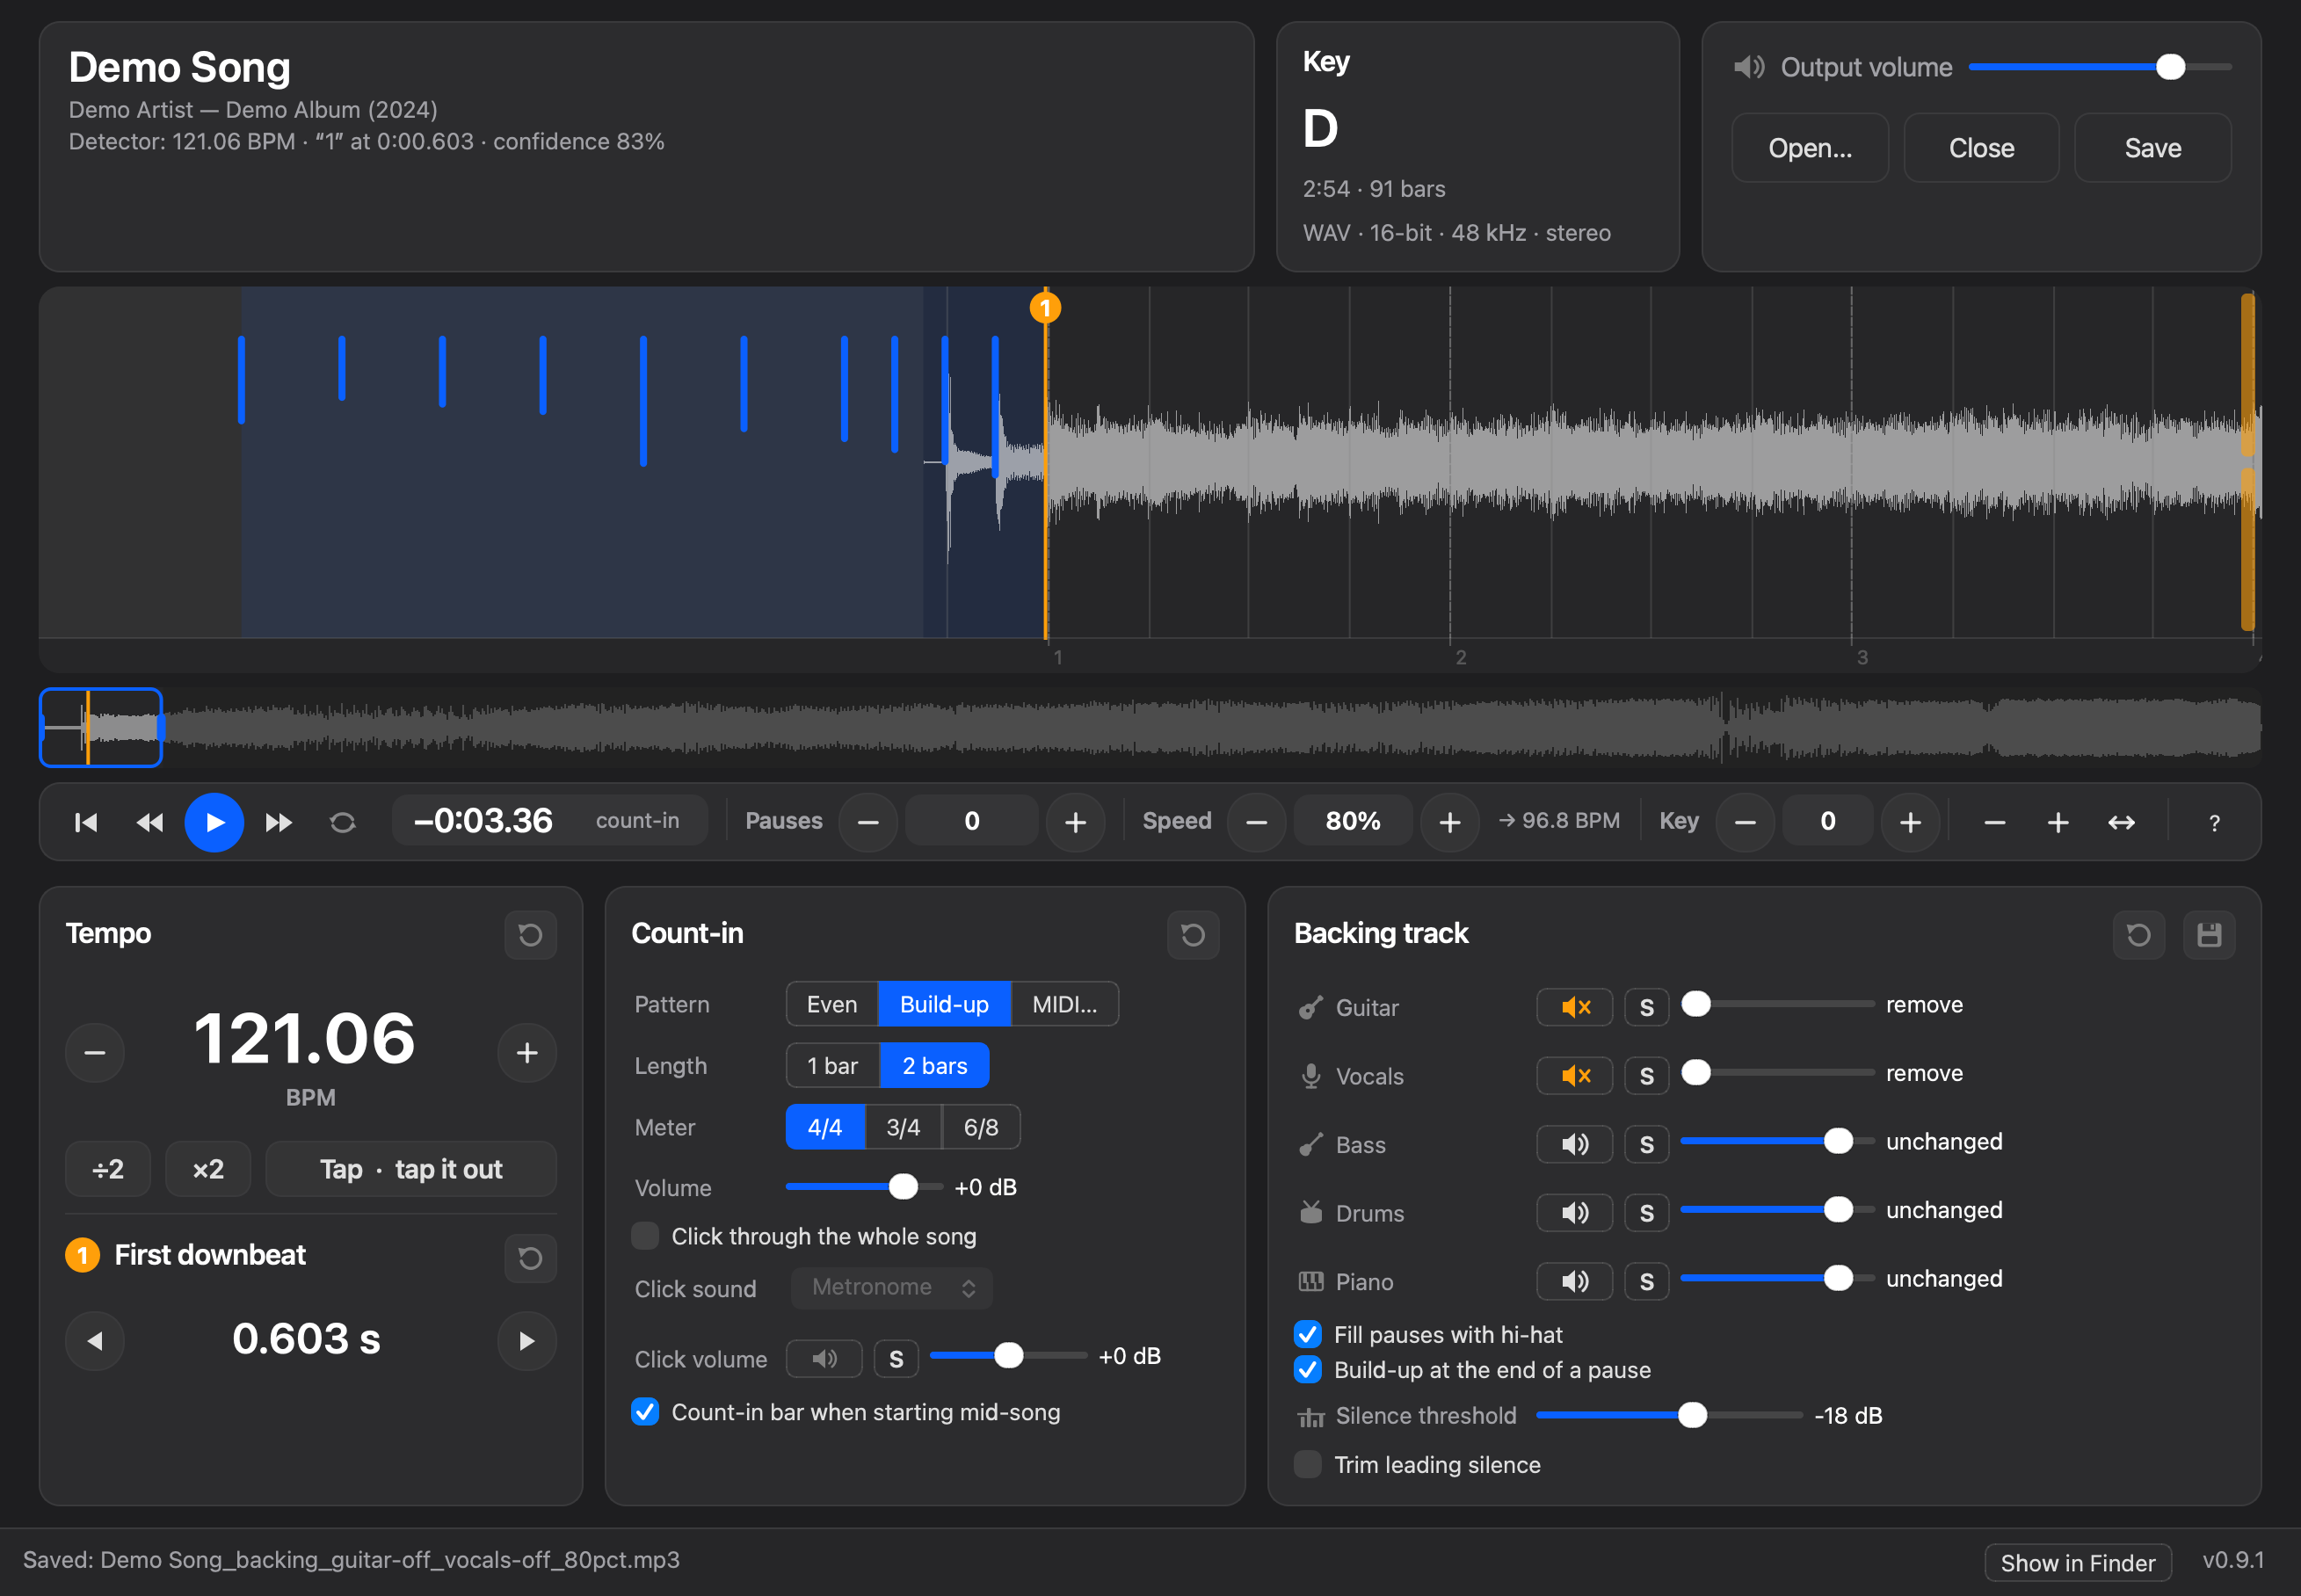 Demo Song
Demo Artist — Demo Album (2024)
Detector: 121.06 BPM · “1” at 0:00.603 · confidence 83%
Key
D
2:54 · 91 bars
WAV · 16-bit · 48 kHz · stereo
Output volume
Open...
Close
Save
1
1
2
3
−0:03.36 count-in
Pauses − 0 +
Speed − 80% + → 96.8 BPM
Key − 0 +
− + ↔ ?
Tempo
− 121.06 +
BPM
÷2
×2
Tap · tap it out
1 First downbeat
0.603 s
Count-in
Pattern Even Build-up MIDI...
Length 1 bar 2 bars
Meter 4/4 3/4 6/8
Volume +0 dB
Click through the whole song
Click sound Metronome
Click volume S +0 dB
Count-in bar when starting mid-song
Backing track
Guitar S remove
Vocals S remove
Bass S unchanged
Drums S unchanged
Piano S unchanged
Fill pauses with hi-hat
Build-up at the end of a pause
Silence threshold -18 dB
Trim leading silence
Saved: Demo Song_backing_guitar-off_vocals-off_80pct.mp3
Show in Finder
v0.9.1